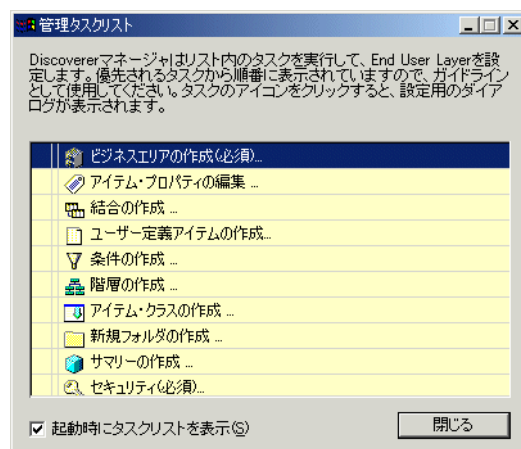 管理タスクリスト
Discovererマネージャはリスト内のタスクを実行して、End User Layerを設
定します。優先されるタスクから順番に表示されていますので、ガイドライン
として使用してください。タスクのアイコンをクリックすると、設定用のダイア
ログが表示されます。
ビジネスエリアの作成(必須)...
アイテム・プロパティの編集 ...
結合の作成 ...
ユーザー定義アイテムの作成...
条件の作成 ...
階層の作成 ...
アイテム・クラスの作成 ...
新規フォルダの作成 ...
サマリーの作成 ...
セキュリティ(必須)...
起動時にタスクリストを表示(S)
閉じる